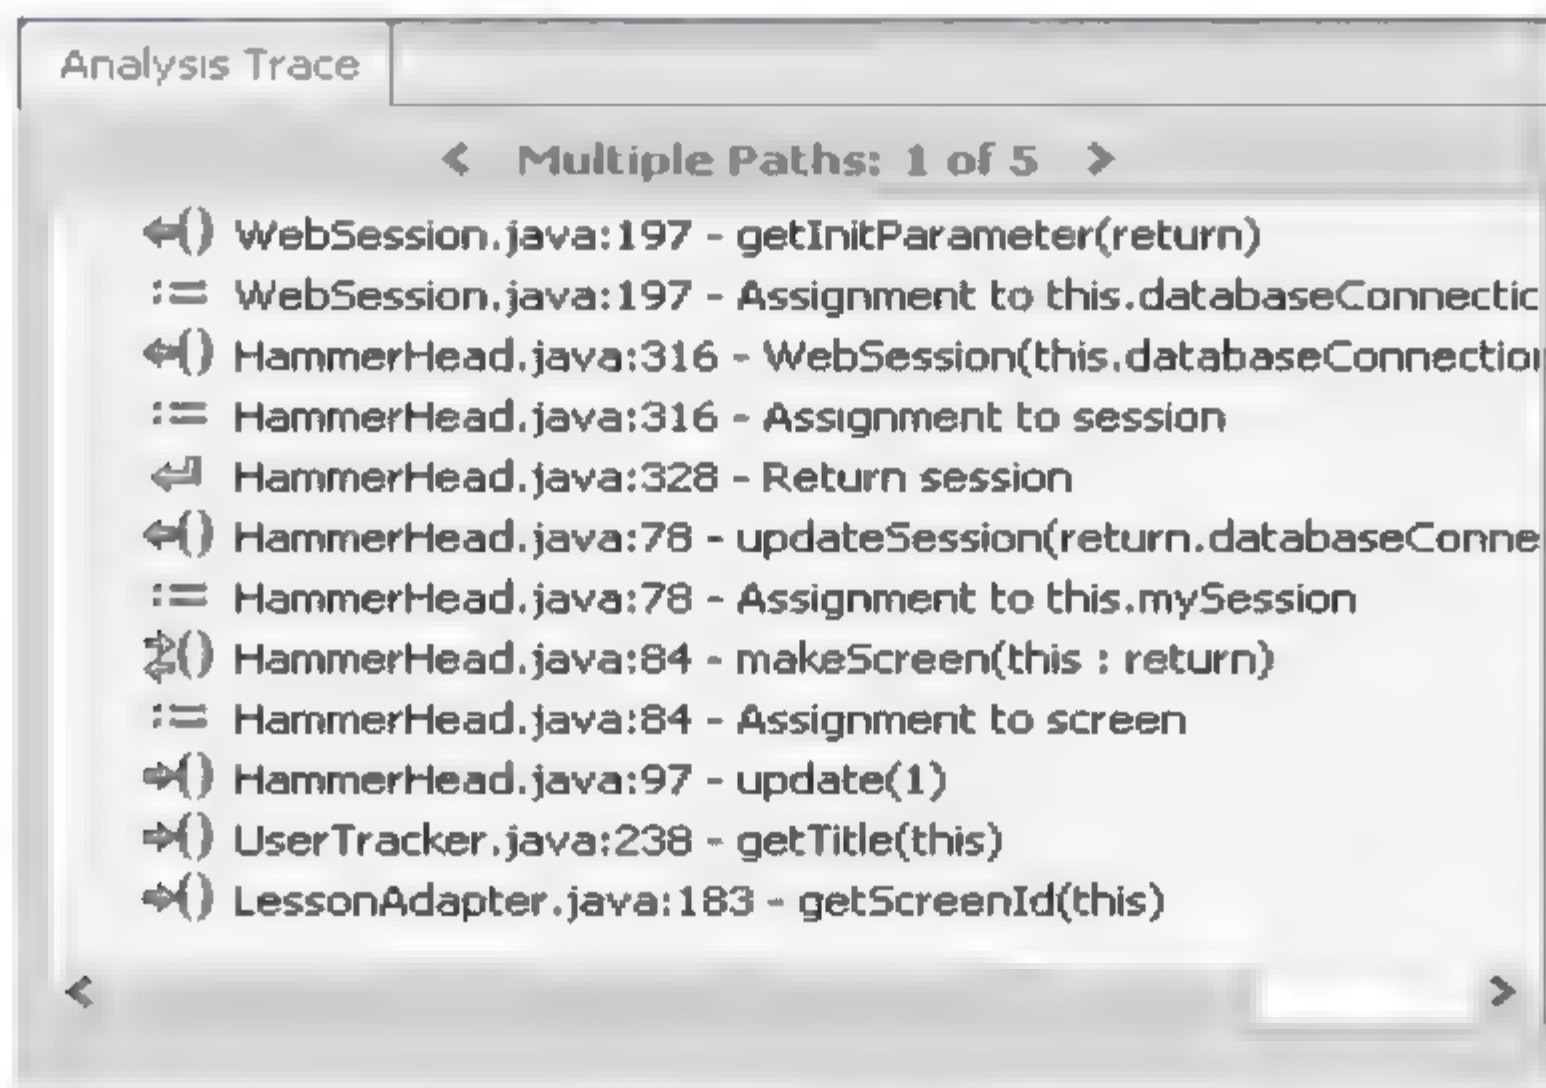 Analysis Trace
< Multiple Paths: 1 of 5 >
WebSession.java:197 - getInitParameter(return)
:= WebSession.java:197 - Assignment to this.databaseConnectic
HammerHead.java:316 - WebSession(this.databaseConnection
:= HammerHead.java:316 - Assignment to session
HammerHead.java:328 - Return session
HammerHead.java:78 - updateSession(return.databaseConne
:= HammerHead.java:78 - Assignment to this.mySession
HammerHead.java:84 - makeScreen(this : return)
:= HammerHead.java:84 - Assignment to screen
HammerHead.java:97 - update(1)
UserTracker.java:238 - getTitle(this)
LessonAdapter.java:183 - getScreenId(this)